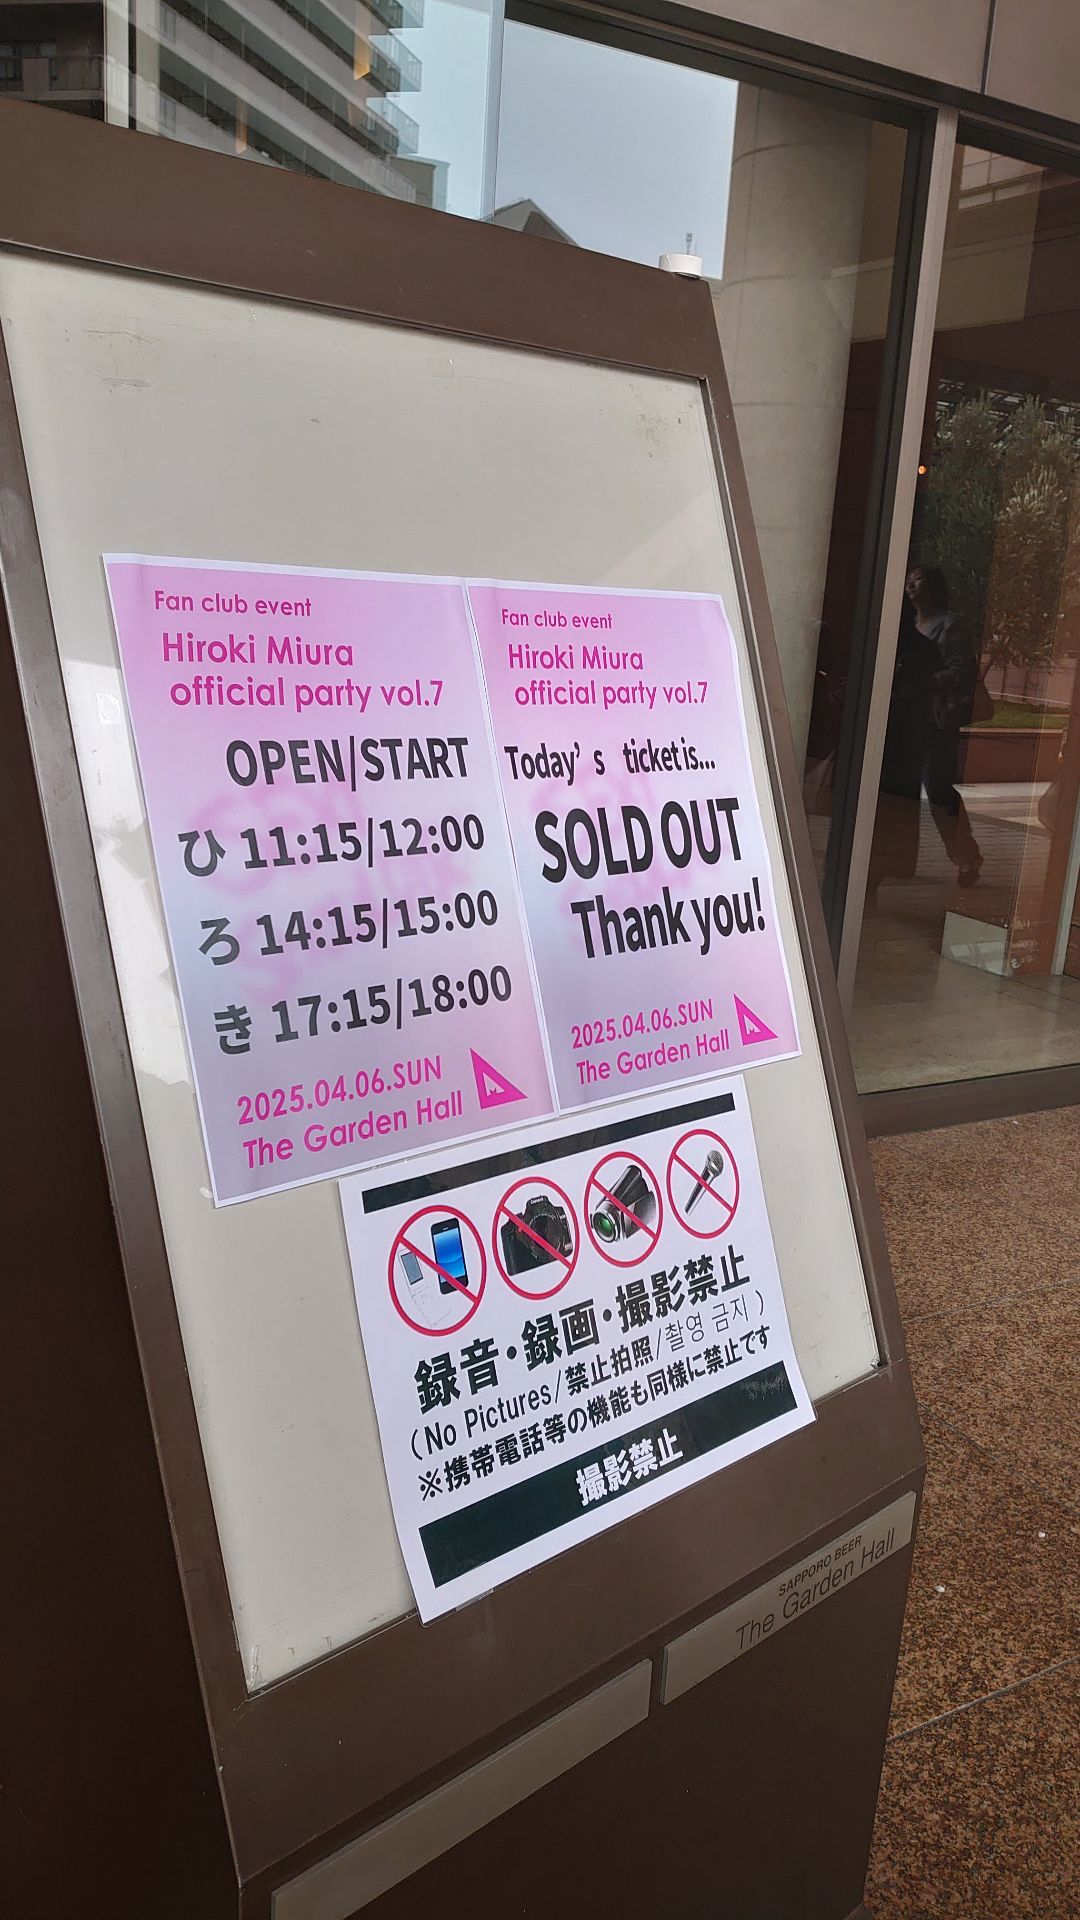 Fan club event
Hiroki Miura
official party vol.7
OPEN/START
ひ 11:15/12:00
ろ 14:15/15:00
き 17:15/18:00
2025.04.06.SUN
The Garden Hall
Fan club event
Hiroki Miura
official party vol.7
Today’s ticket is...
SOLD OUT
Thank you!
2025.04.06.SUN
The Garden Hall
録音・録画・撮影禁止
(No Pictures/禁止拍照/촬영 금지)
※携帯電話等の機能も同様に禁止です
撮影禁止
SAPPORO BEER
The Garden Hall